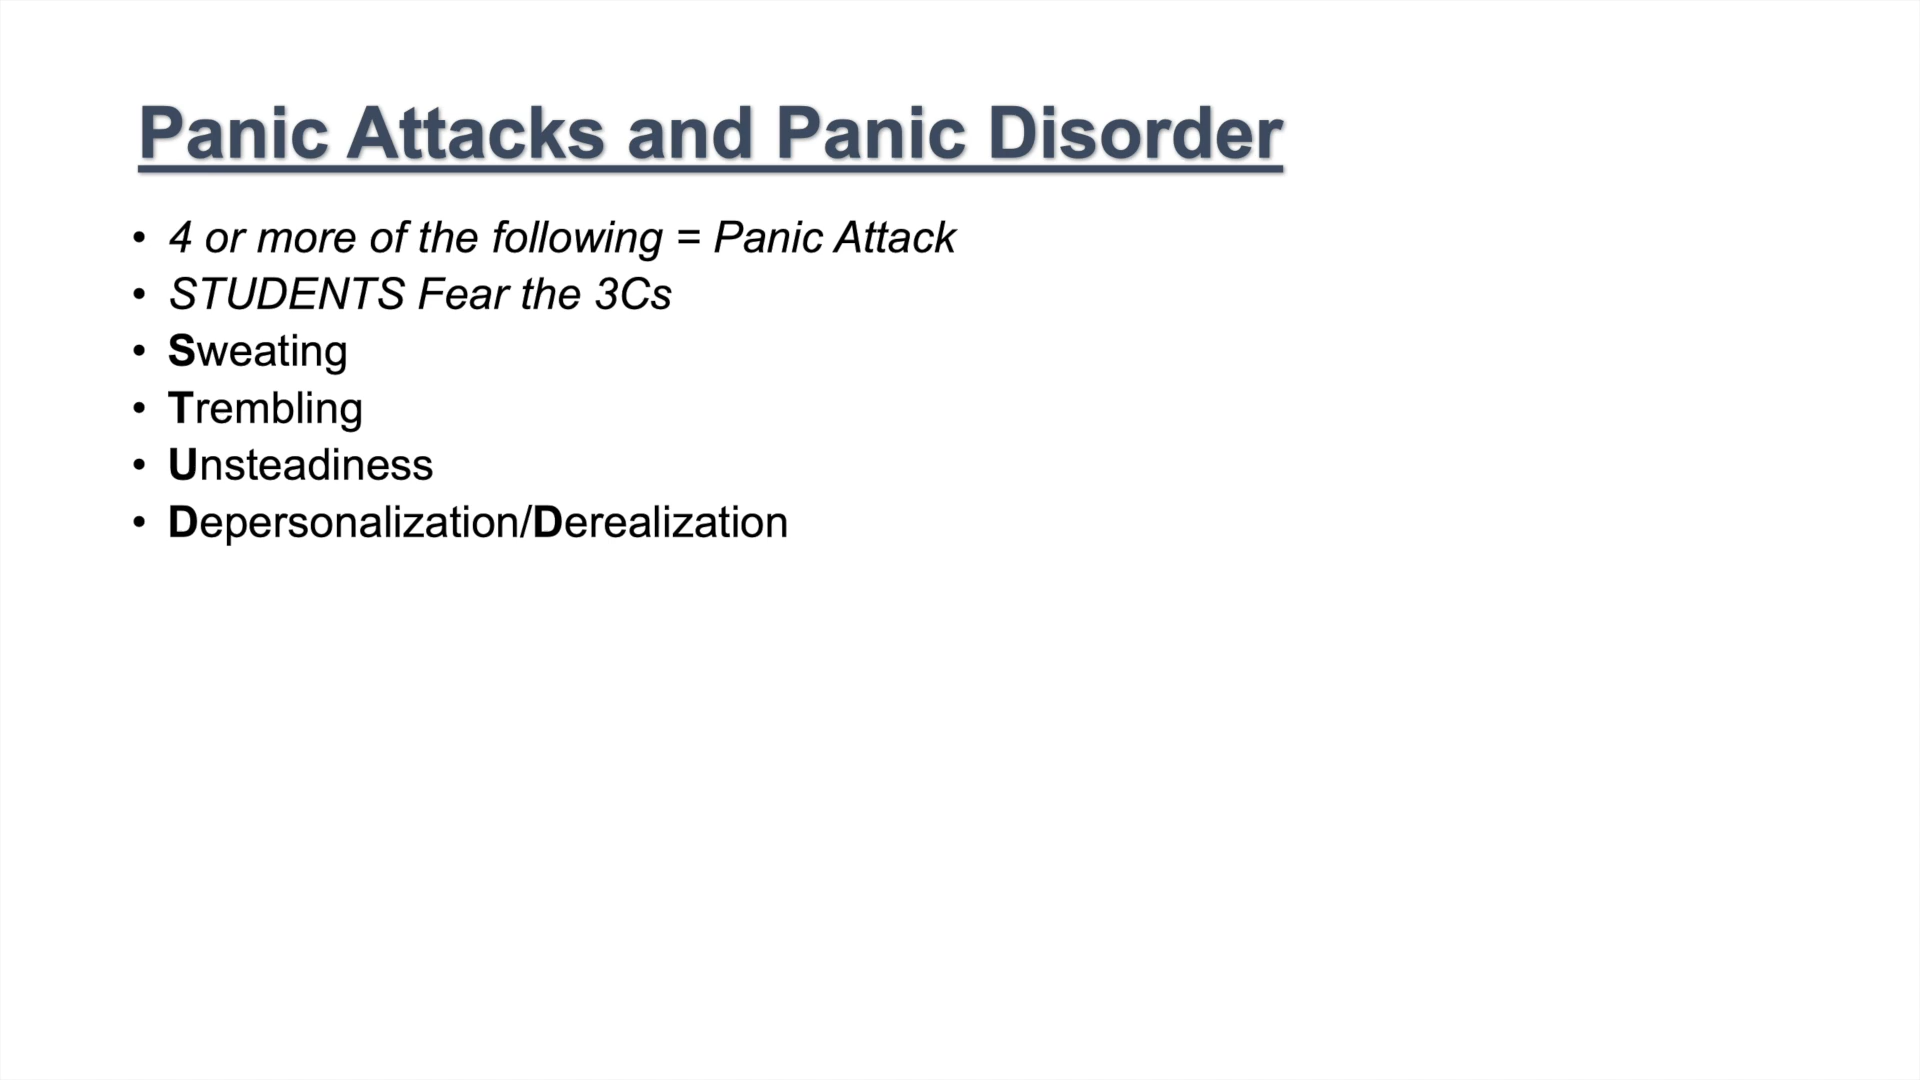 Panic Attacks and Panic Disorder
• 4 or more of the following = Panic Attack
• STUDENTS Fear the 3Cs
• Sweating
• Trembling
• Unsteadiness
• Depersonalization/Derealization